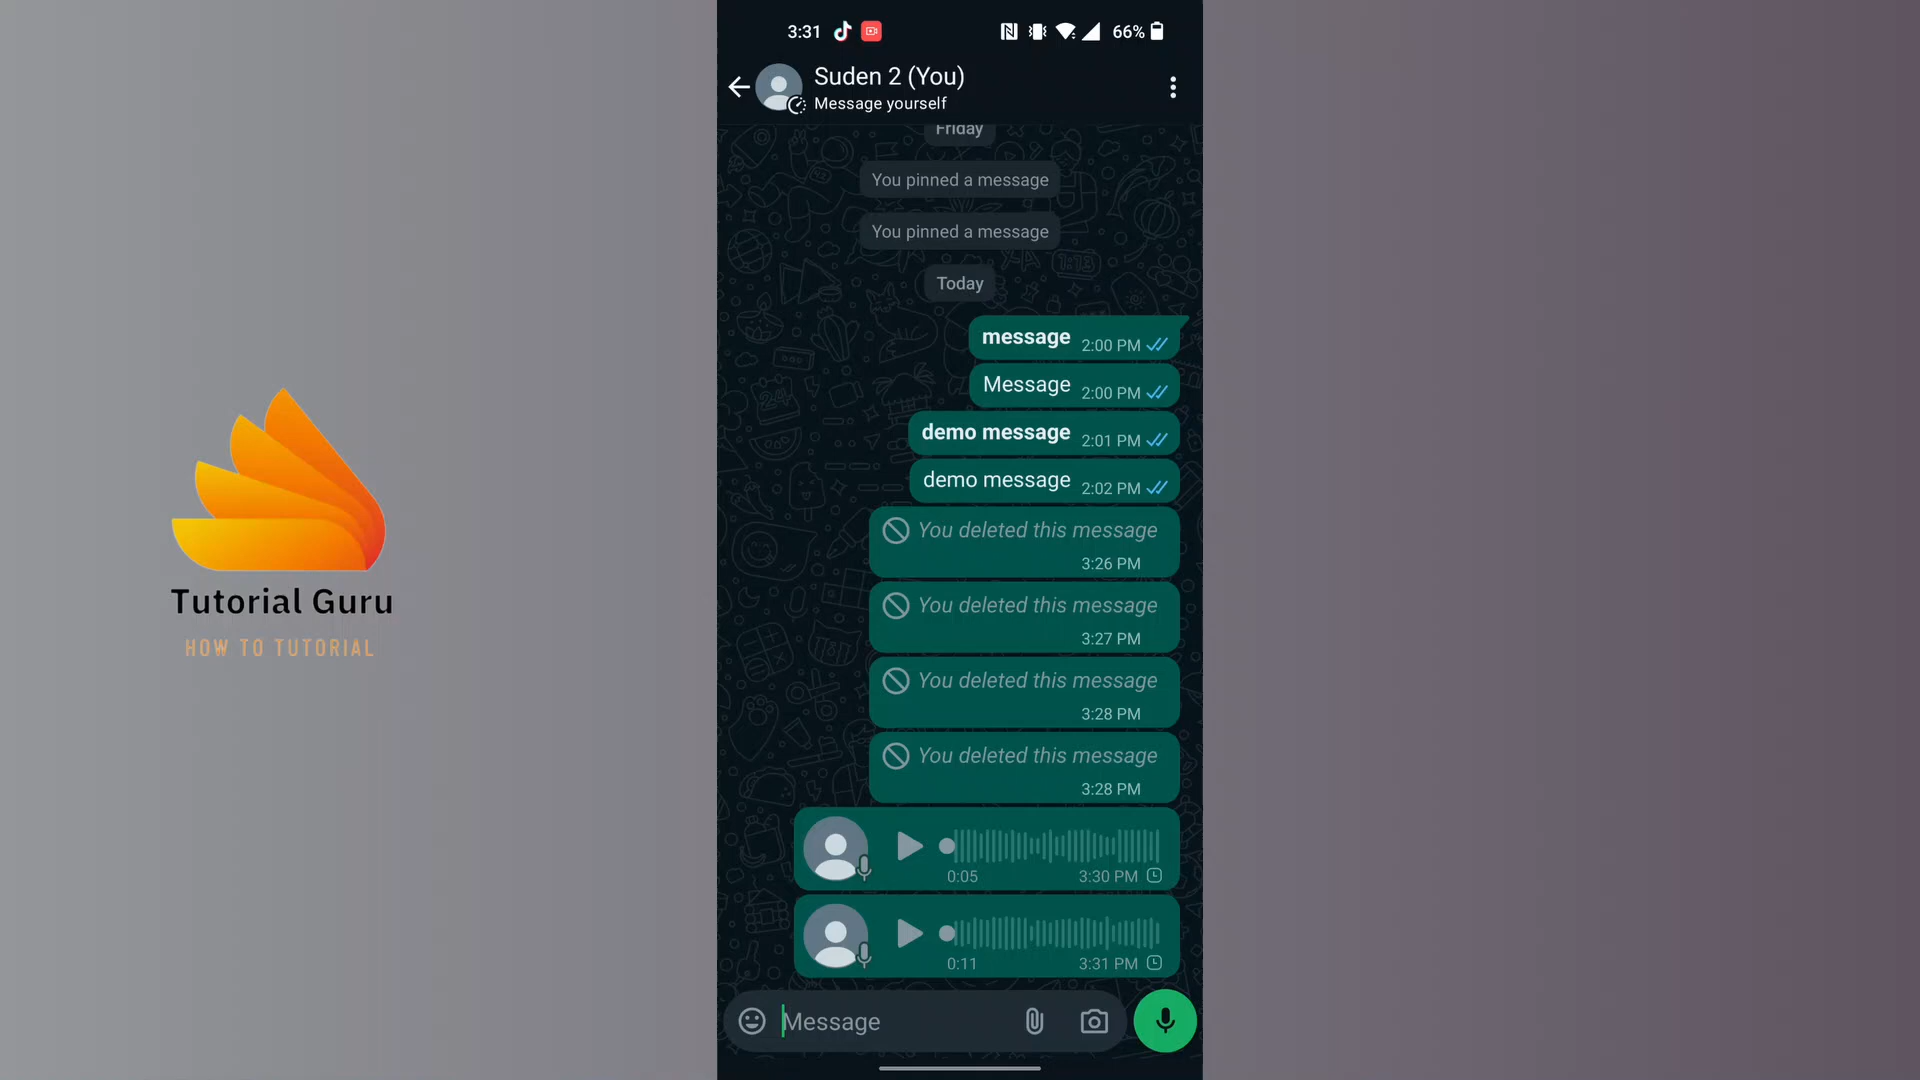 3:31
66%
Suden 2 (You)
Message yourself
Friday
You pinned a message
You pinned a message
Today
message 2:00 PM
Message 2:00 PM
demo message 2:01 PM
demo message 2:02 PM
You deleted this message
3:26 PM
You deleted this message
3:27 PM
You deleted this message
3:28 PM
You deleted this message
3:28 PM
0:05 3:30 PM
0:11 3:31 PM
Message
Tutorial Guru
HOW TO TUTORIAL